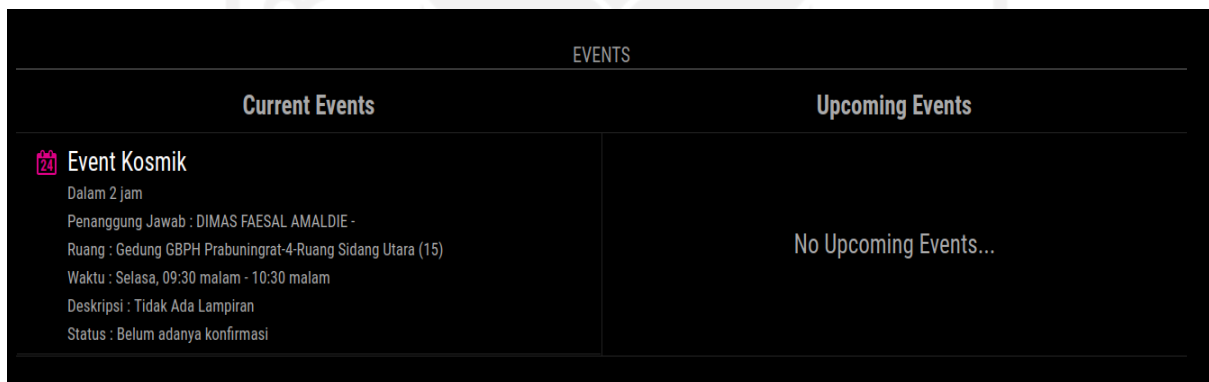 EVENTS
Current Events
Upcoming Events
24
Event Kosmik
Dalam 2 jam
Penanggung Jawab : DIMAS FAESAL AMALDIE -
Ruang : Gedung GBPH Prabuningrat-4-Ruang Sidang Utara (15)
Waktu : Selasa, 09:30 malam - 10:30 malam
Deskripsi : Tidak Ada Lampiran
Status : Belum adanya konfirmasi
No Upcoming Events...